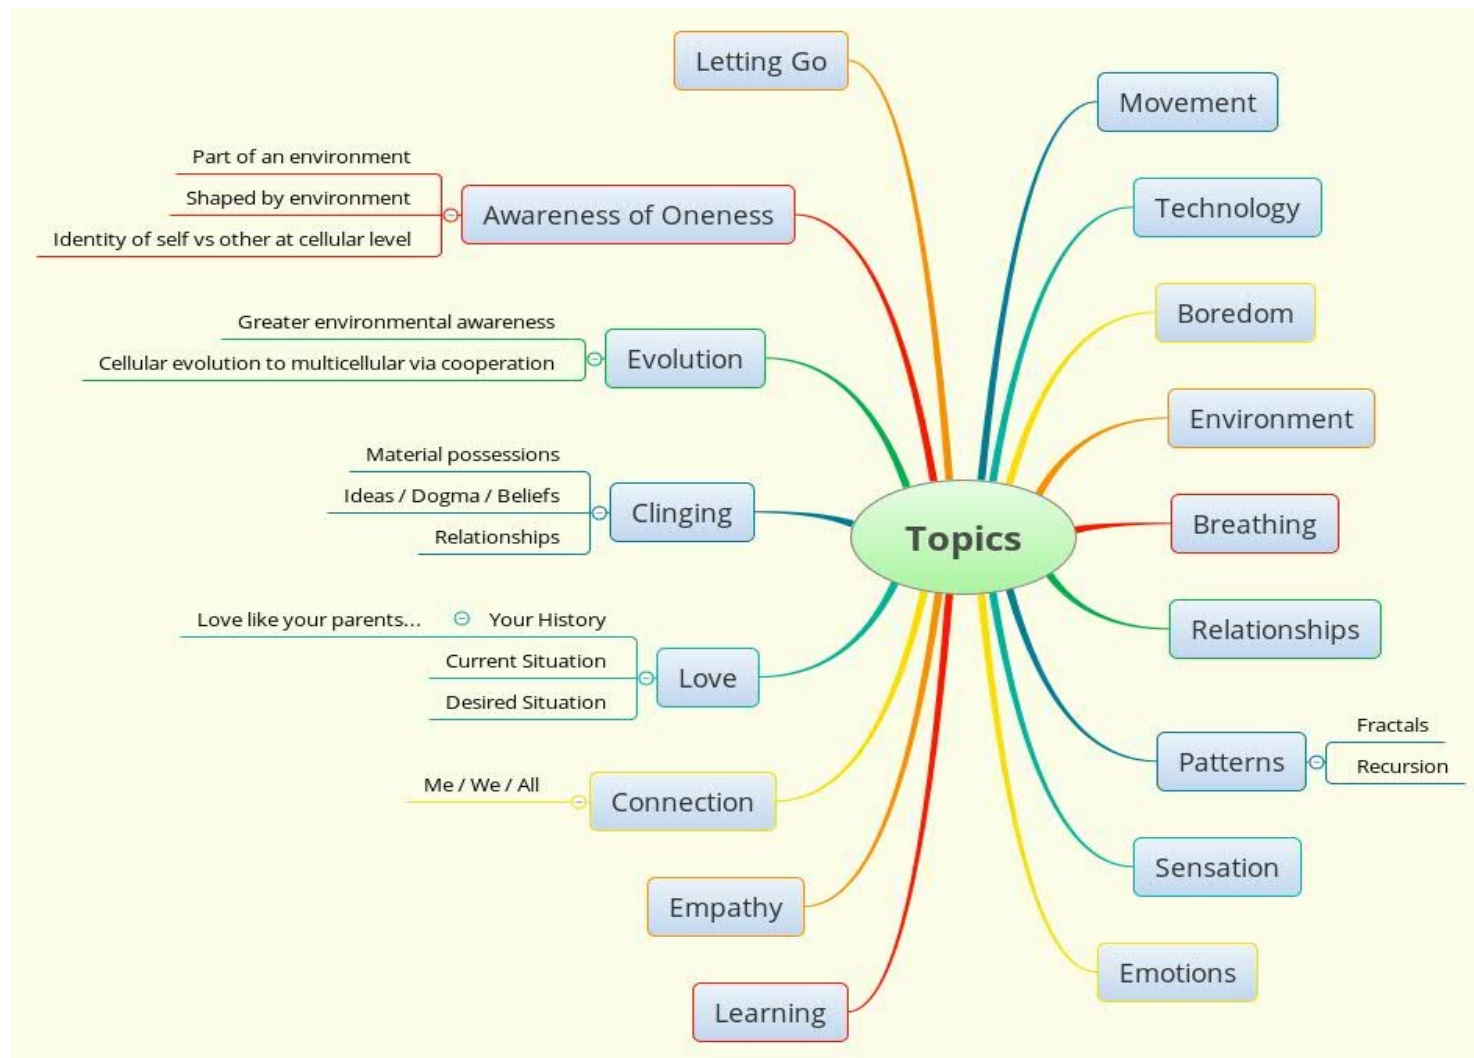 Topics
Movement
Technology
Boredom
Environment
Breathing
Relationships
Patterns
Fractals
Recursion
Sensation
Emotions
Letting Go
Awareness of Oneness
Part of an environment
Shaped by environment
Identity of self vs other at cellular level
Evolution
Greater environmental awareness
Cellular evolution to multicellular via cooperation
Clinging
Material possessions
Ideas / Dogma / Beliefs
Relationships
Love
Your History
Love like your parents...
Current Situation
Desired Situation
Connection
Me / We / All
Empathy
Learning